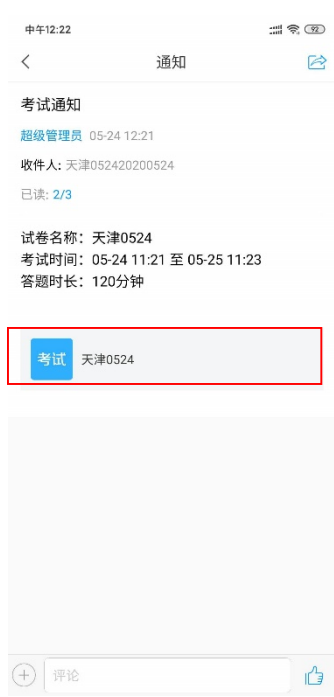 中午12:22
92
通知
考试通知
超级管理员 05-24 12:21
收件人: 天津052420200524
已读: 2/3
试卷名称：天津0524
考试时间：05-24 11:21 至 05-25 11:23
答题时长：120分钟
考试 天津0524
评论